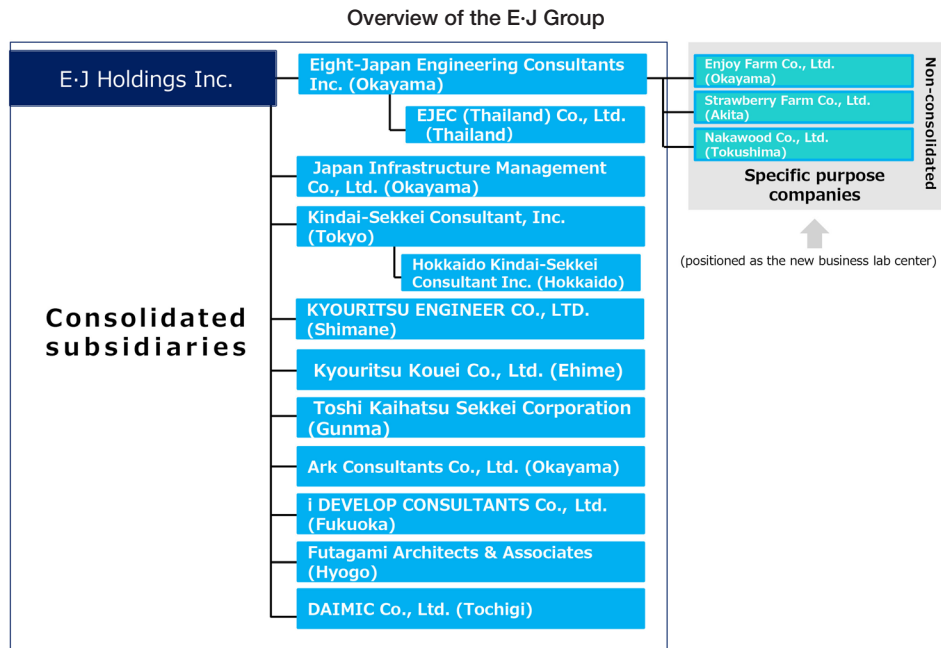 Overview of the E·J Group
E·J Holdings Inc.
Eight-Japan Engineering Consultants
Inc. (Okayama)
EJEC (Thailand) Co., Ltd.
(Thailand)
Japan Infrastructure Management
Co., Ltd. (Okayama)
Kindai-Sekkei Consultant, Inc.
(Tokyo)
Hokkaido Kindai-Sekkei
Consultant Inc. (Hokkaido)
Consolidated
subsidiaries
KYOURITSU ENGINEER CO., LTD.
(Shimane)
Kyouritsu Kouei Co., Ltd. (Ehime)
Toshi Kaihatsu Sekkei Corporation
(Gunma)
Ark Consultants Co., Ltd. (Okayama)
i DEVELOP CONSULTANTS Co., Ltd.
(Fukuoka)
Futagami Architects & Associates
(Hyogo)
DAIMIC Co., Ltd. (Tochigi)
Enjoy Farm Co., Ltd.
(Okayama)
Strawberry Farm Co., Ltd.
(Akita)
Nakawood Co., Ltd.
(Tokushima)
Non-consolidated
Specific purpose
companies
(positioned as the new business lab center)